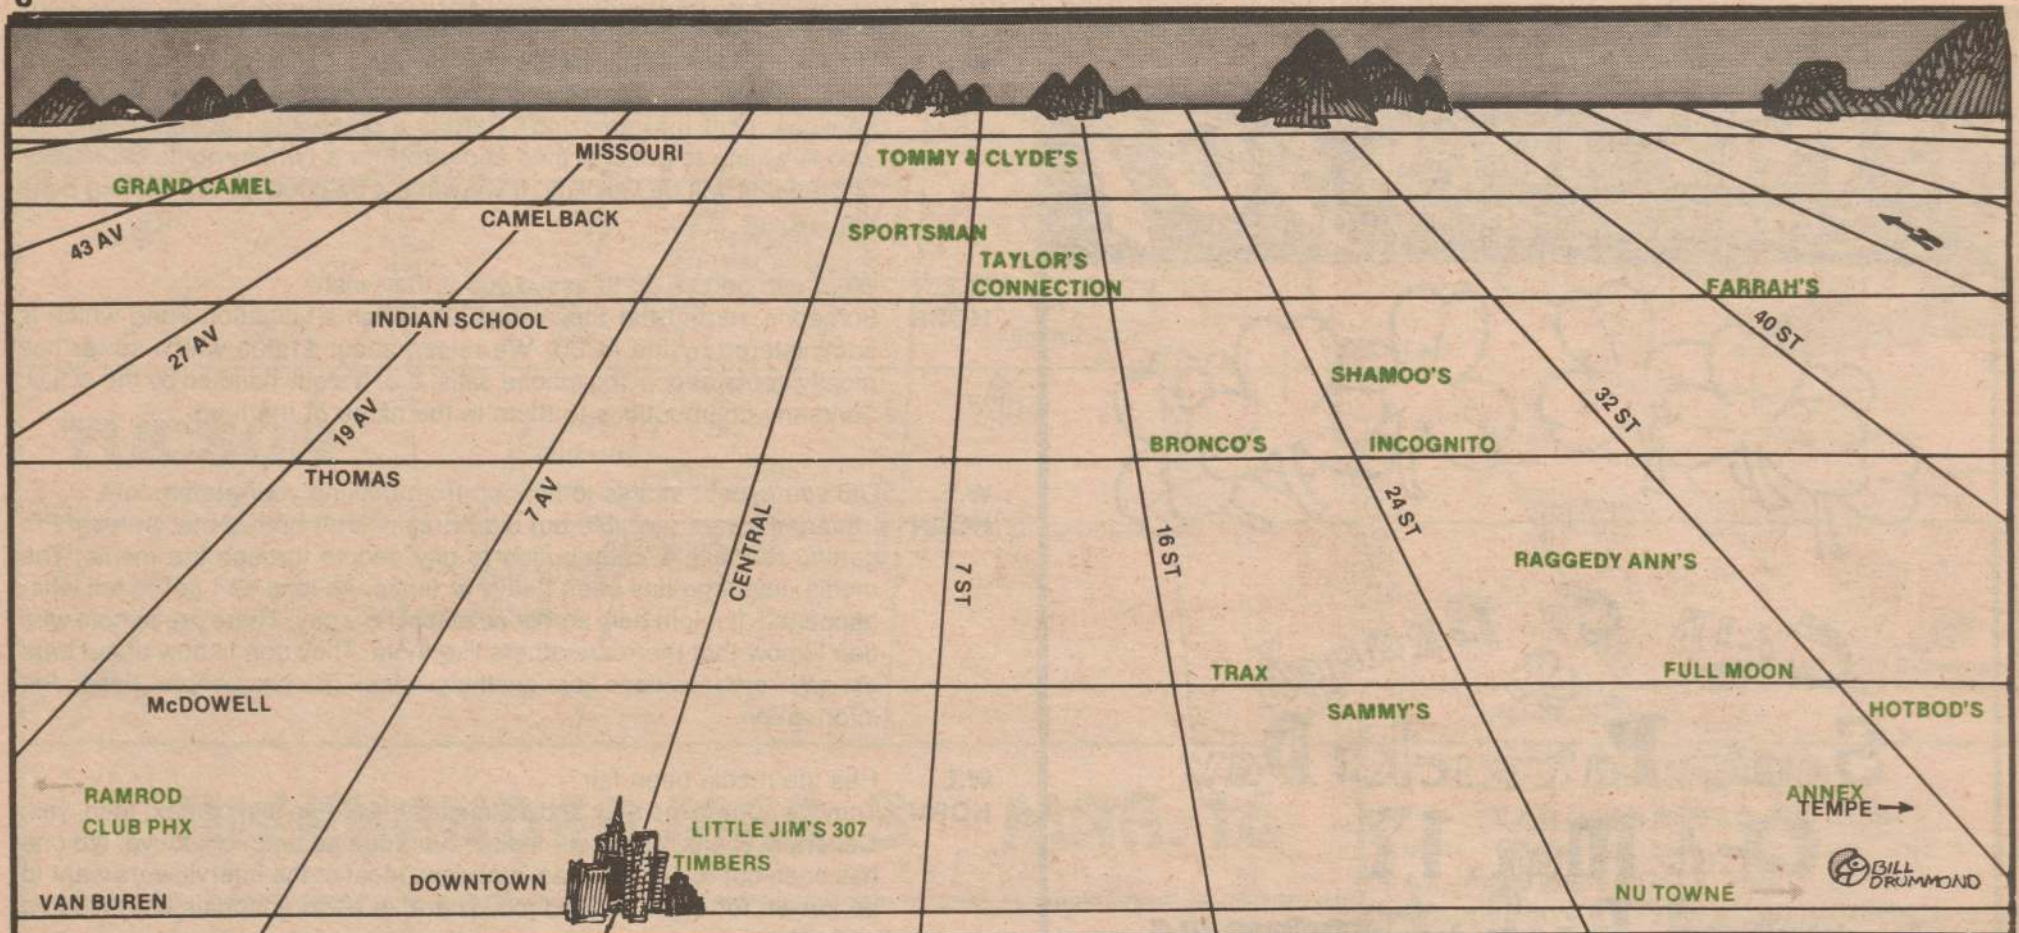 MISSOURI
TOMMY & CLYDE'S
GRAND CAMEL
CAMELBACK
43 AV
SPORTSMAN
N
TAYLOR'S
CONNECTION
FARRAH'S
INDIAN SCHOOL
27 AV
40 ST
SHAMOO'S
19 AV
32 ST
BRONCO'S
INCOGNITO
THOMAS
7 AV
CENTRAL
7 ST
16 ST
24 ST
RAGGEDY ANN'S
TRAX
FULL MOON
McDOWELL
SAMMY'S
HOTBOD'S
RAMROD
CLUB PHX
ANNEX
TEMPE
LITTLE JIM'S 307
TIMBERS
DOWNTOWN
BILL
DRUMMOND
NU TOWNE
VAN BUREN